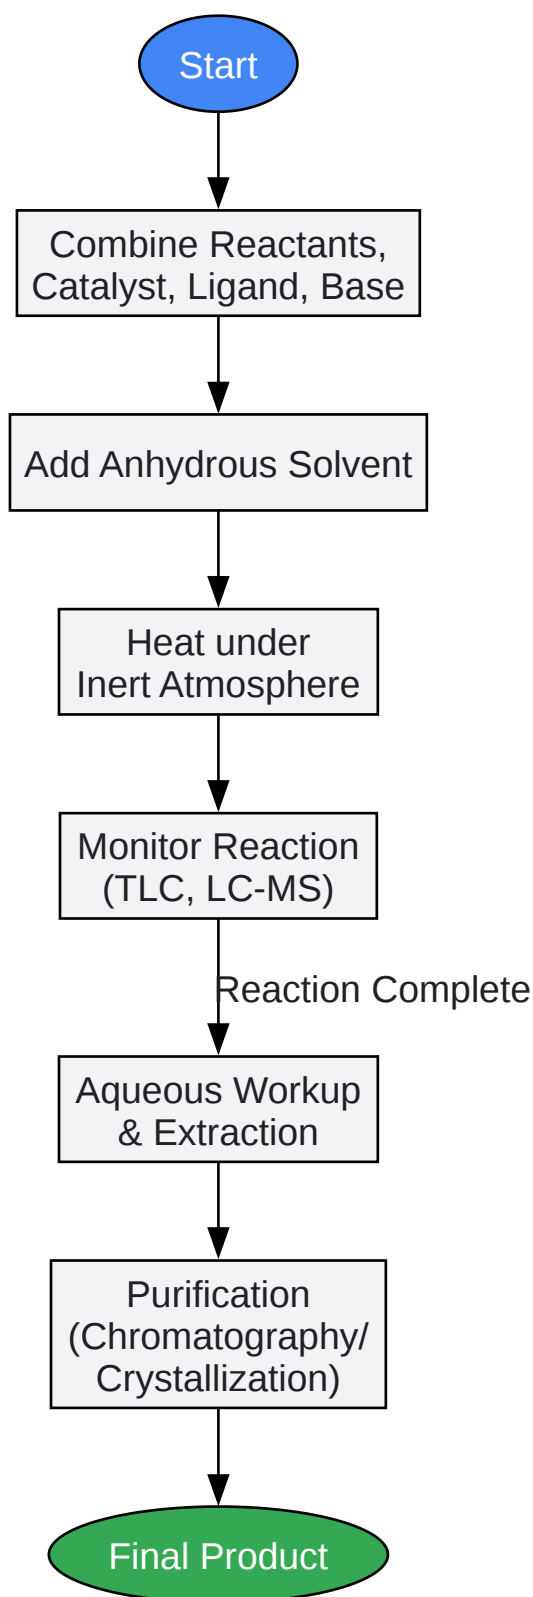 Start
Combine Reactants,
Catalyst, Ligand, Base
Add Anhydrous Solvent
Heat under
Inert Atmosphere
Monitor Reaction
(TLC, LC-MS)
Reaction Complete
Aqueous Workup
& Extraction
Purification
(Chromatography/
Crystallization)
Final Product